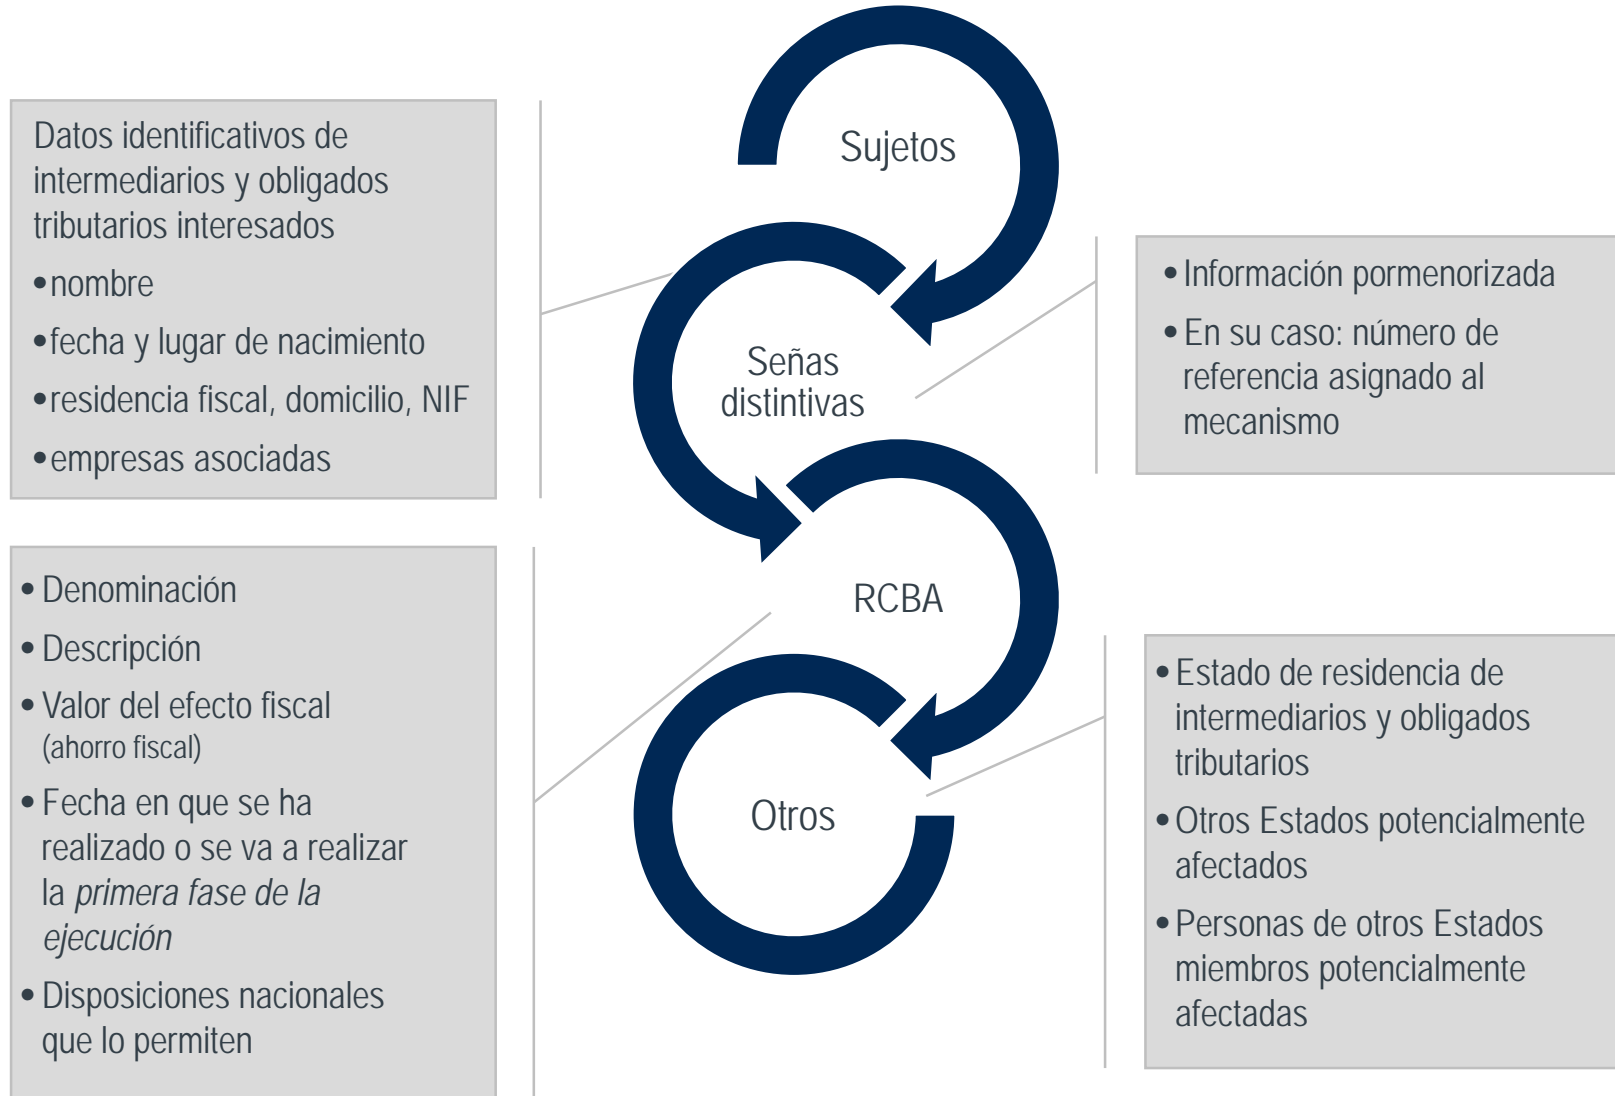 Sujetos
Datos identificativos de
intermediarios y obligados
tributarios interesados
•nombre
•fecha y lugar de nacimiento
•residencia fiscal, domicilio, NIF
•empresas asociadas
Señas
distintivas
• Información pormenorizada
• En su caso: número de
referencia asignado al
mecanismo
RCBA
• Denominación
• Descripción
• Valor del efecto fiscal
(ahorro fiscal)
• Fecha en que se ha
realizado o se va a realizar
la primera fase de la
ejecución
• Disposiciones nacionales
que lo permiten
Otros
• Estado de residencia de
intermediarios y obligados
tributarios
• Otros Estados potencialmente
afectados
• Personas de otros Estados
miembros potencialmente
afectadas